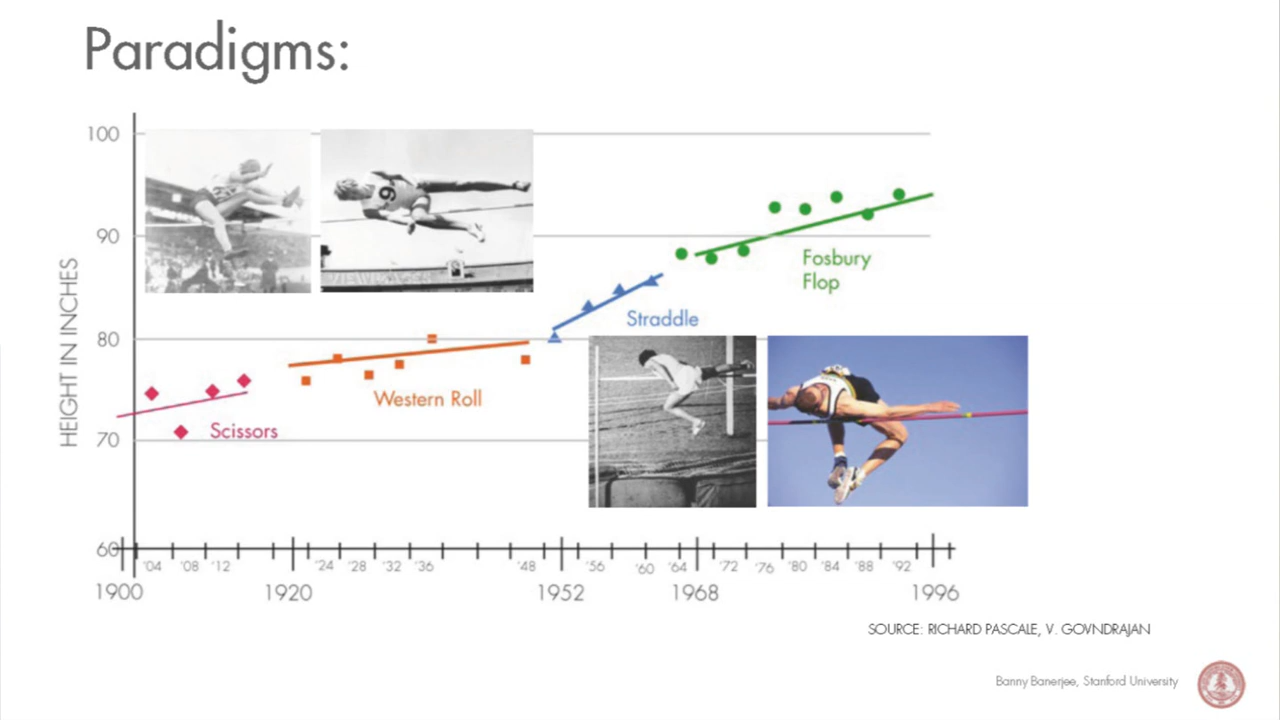 Paradigms:
100
90
80
70
60
HEIGHT IN INCHES
Scissors
Western Roll
Straddle
Fosbury
Flop
'04 '08 '12 '24 '28 '32 '36 '48 '56 '60 '64 '72 '76 '80 '84 '88 '92
1900 1920 1952 1968 1996
SOURCE: RICHARD PASCALE, V. GOVNDRAJAN
Banny Banerjee, Stanford University